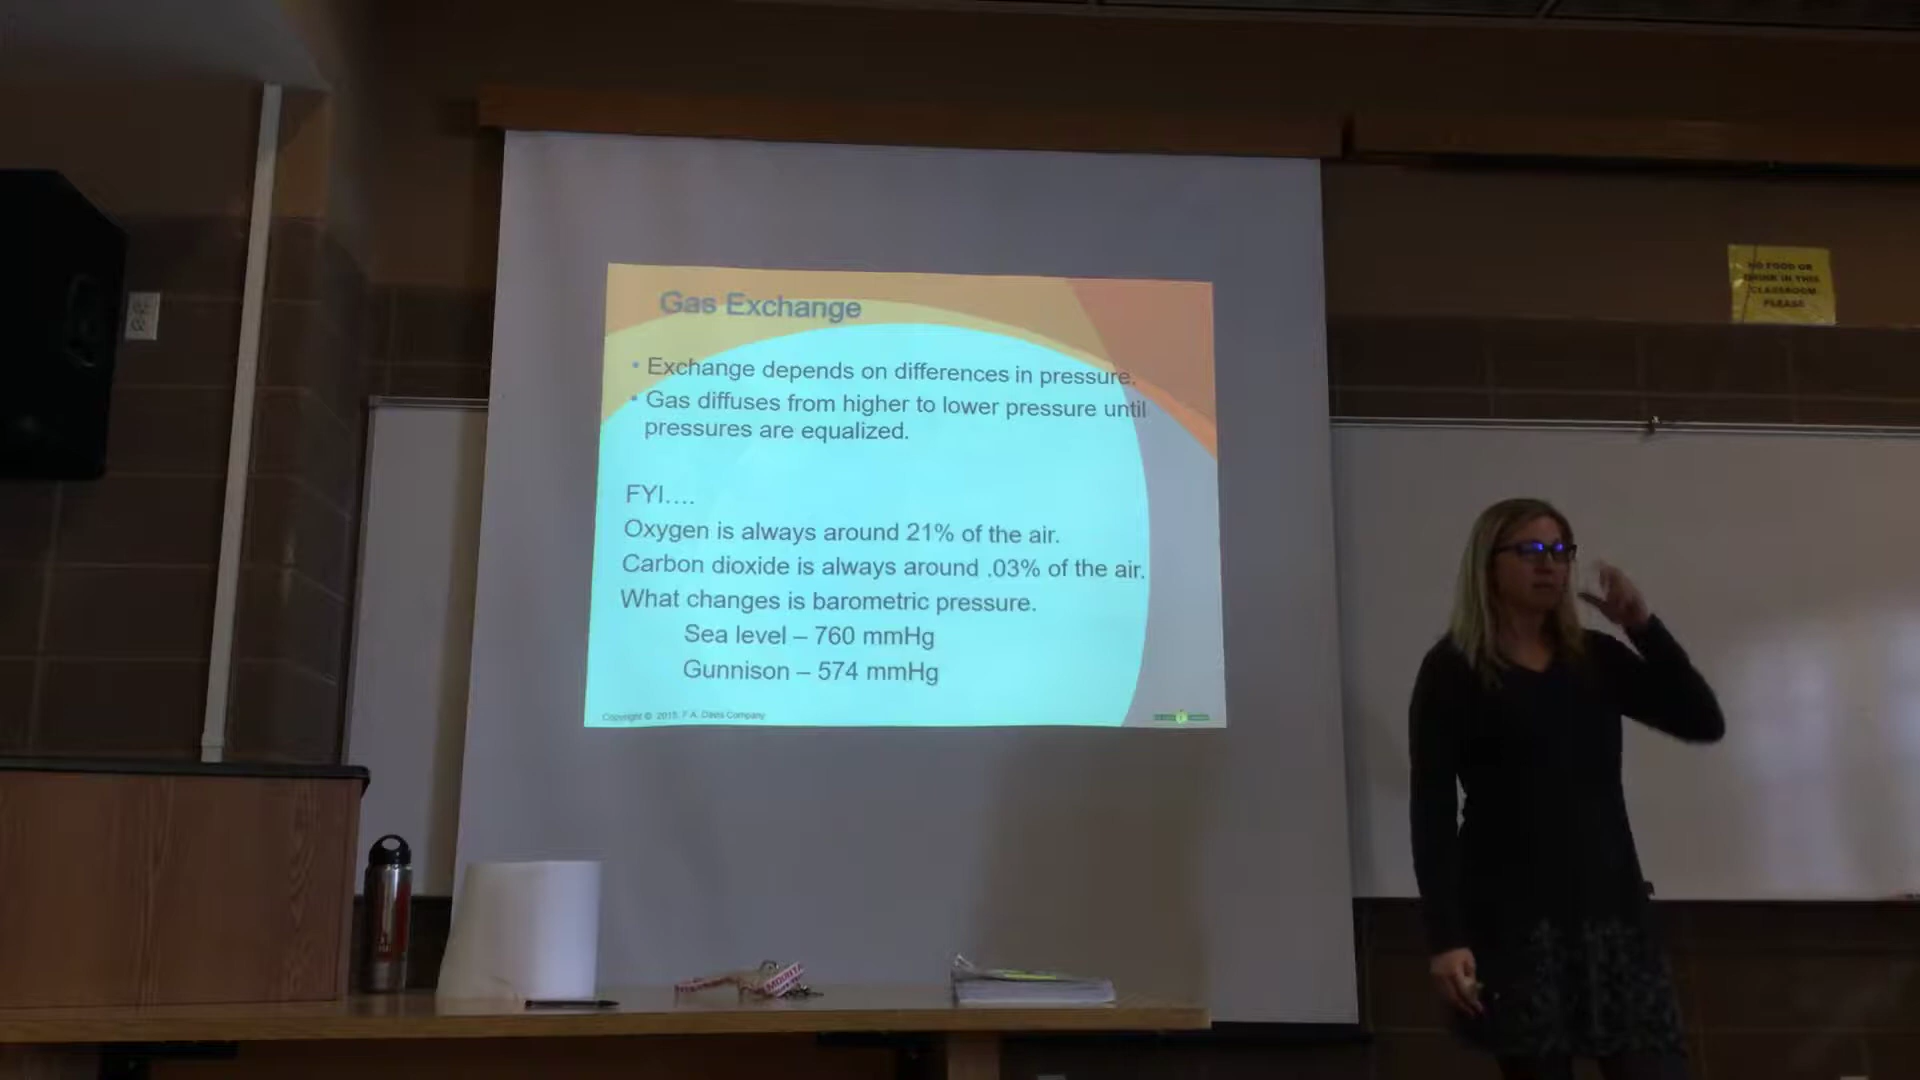 Gas Exchange
• Exchange depends on differences in pressure.
• Gas diffuses from higher to lower pressure until
pressures are equalized.
FYI....
Oxygen is always around 21% of the air.
Carbon dioxide is always around .03% of the air.
What changes is barometric pressure.
Sea level – 760 mmHg
Gunnison – 574 mmHg
Copyright © 2015. F.A. Davis Company
NO FOOD OR
DRINK IN THIS
CLASSROOM
PLEASE